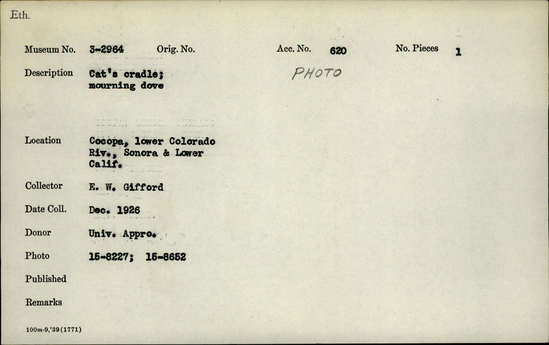 Eth.
Museum No. 3-2964 Orig. No. Acc. No. 620 No. Pieces 1
Description Cat's cradle; PHOTO
mourning dove
Location Cocopa, lower Colorado
Riv., Sonora & Lower
Calif.
Collector E. W. Gifford
Date Coll. Dec. 1926
Donor Univ. Appro.
Photo 15-8227; 15-8652
Published
Remarks
100m-9,'39(1771)